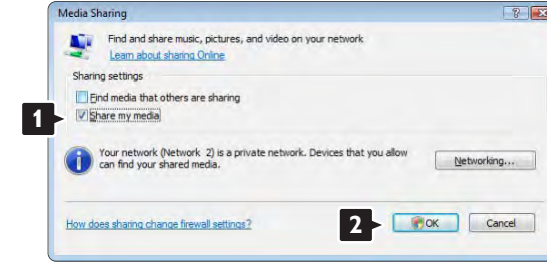 Media Sharing
Find and share music, pictures, and video on your network
Learn about sharing Online
Sharing settings
Find media that others are sharing
1
Share my media
Your network (Network 2) is a private network. Devices that you allow
can find your shared media.
Networking...
How does sharing change firewall settings?
2
OK
Cancel